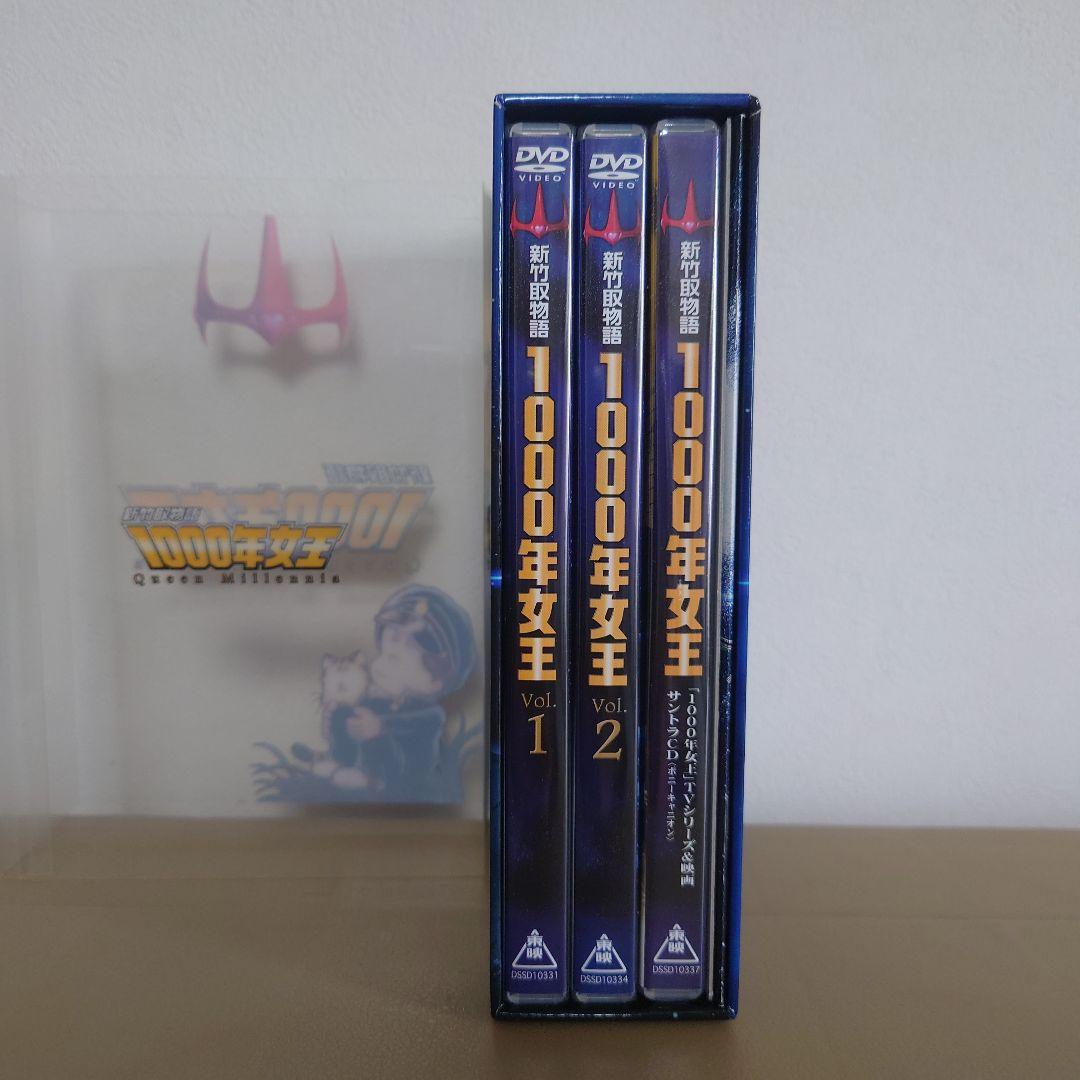 新竹取物語
1000年女王
Queen Millennia
DVD
VIDEO
新竹取物語
1000年女王
Vol.
1
東映
DSSD10331
DVD
VIDEO
新竹取物語
1000年女王
Vol.
2
東映
DSSD10334
新竹取物語
1000年女王
「1000年女王」TVシリーズ&映画
サントラCD(ポニーキャニオン)
東映
DSSD10337